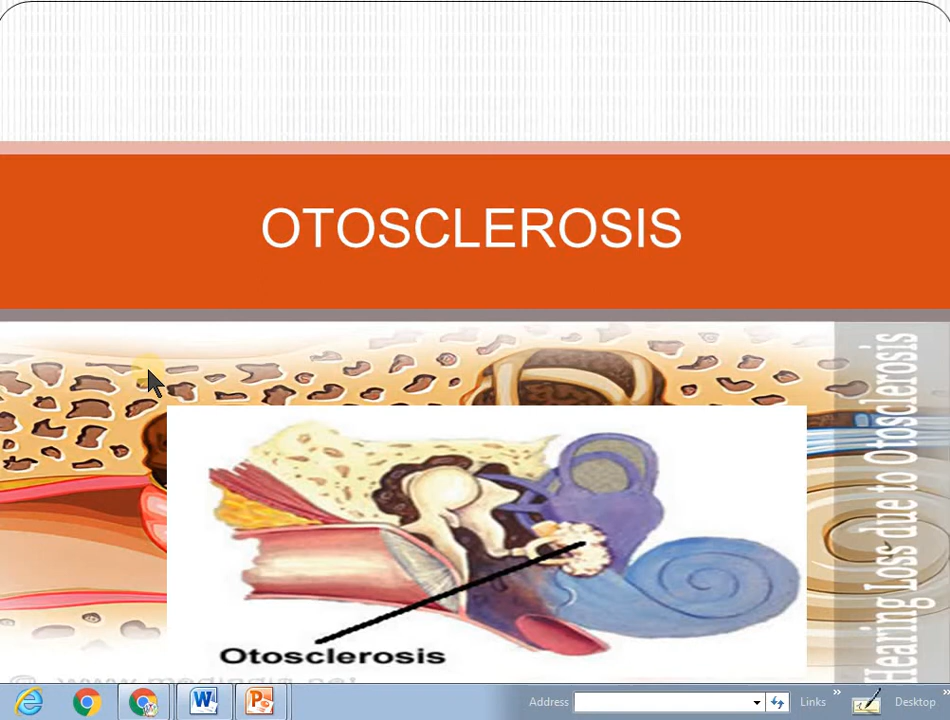 OTOSCLEROSIS
Hearing Loss due to Otosclerosis
Otosclerosis
Address
Links
»
Desktop
»